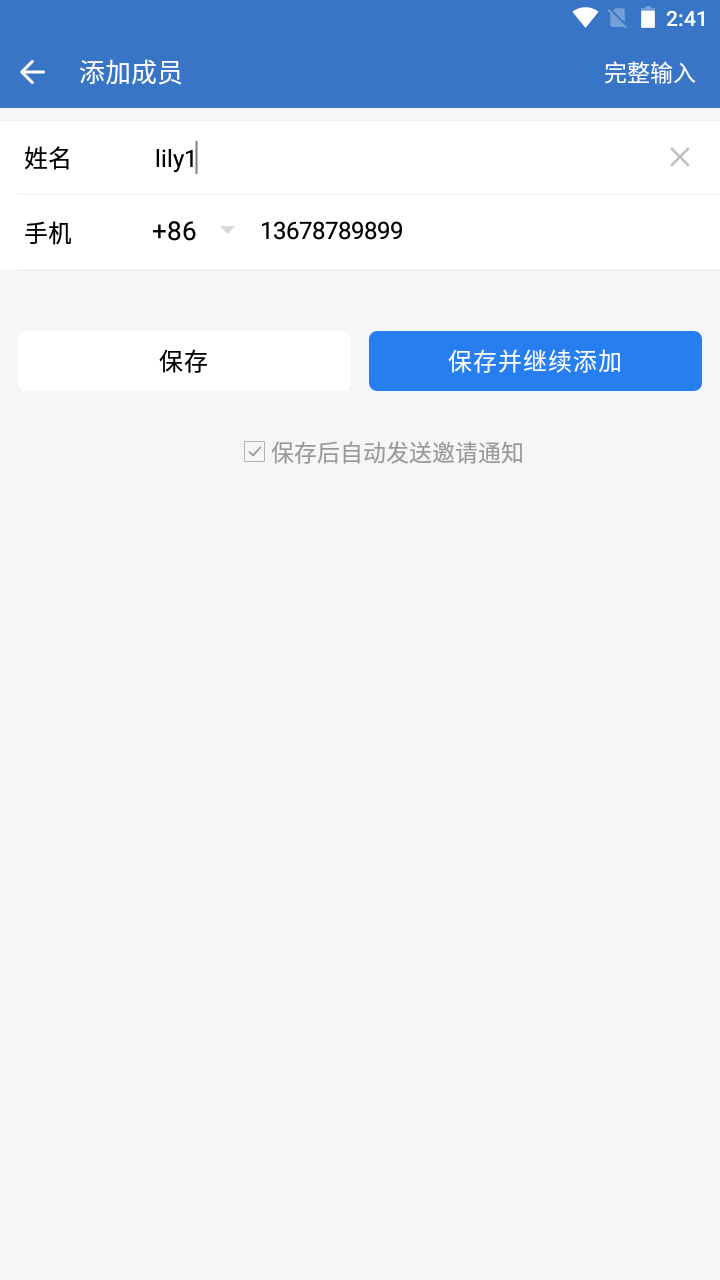 2:41
添加成员 完整输入
姓名 lily1
手机 +86 13678789899
保存 保存并继续添加
保存后自动发送邀请通知